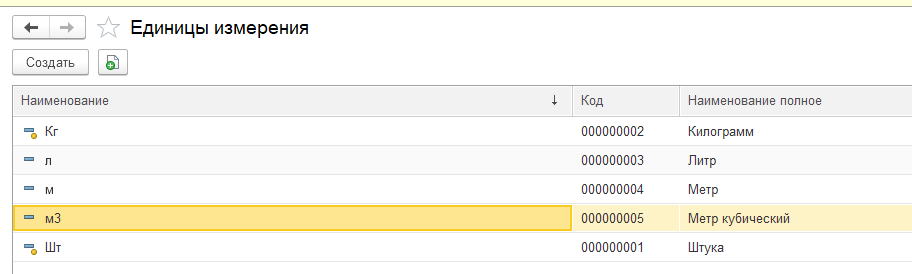 Единицы измерения
Создать
Наименование Код Наименование полное
Кг 000000002 Килограмм
л 000000003 Литр
м 000000004 Метр
м3 000000005 Метр кубический
Шт 000000001 Штука